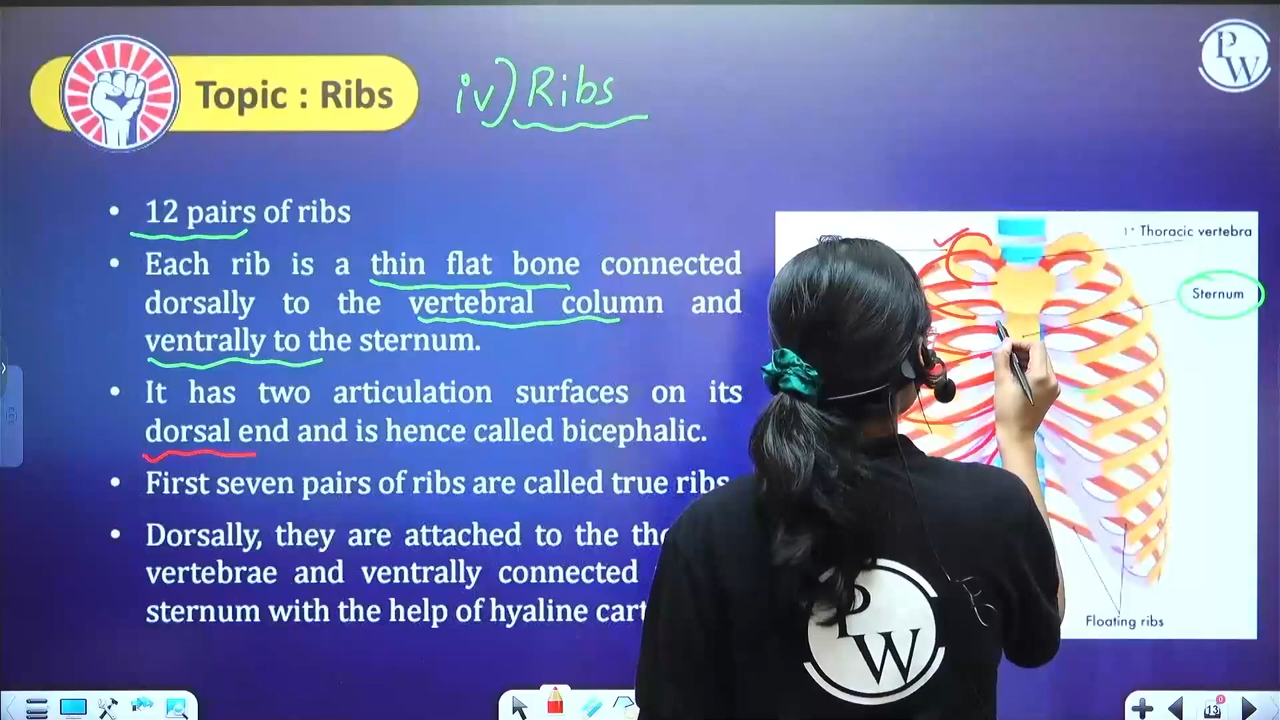 Topic : Ribs
iv) Ribs
PW
• 12 pairs of ribs
• Each rib is a thin flat bone connected
dorsally to the vertebral column and
ventrally to the sternum.
• It has two articulation surfaces on its
dorsal end and is hence called bicephalic.
• First seven pairs of ribs are called true ribs
• Dorsally, they are attached to the
vertebrae and ventrally connected
sternum with the help of hyaline
Thoracic vertebra
Sternum
Floating ribs
PW
13